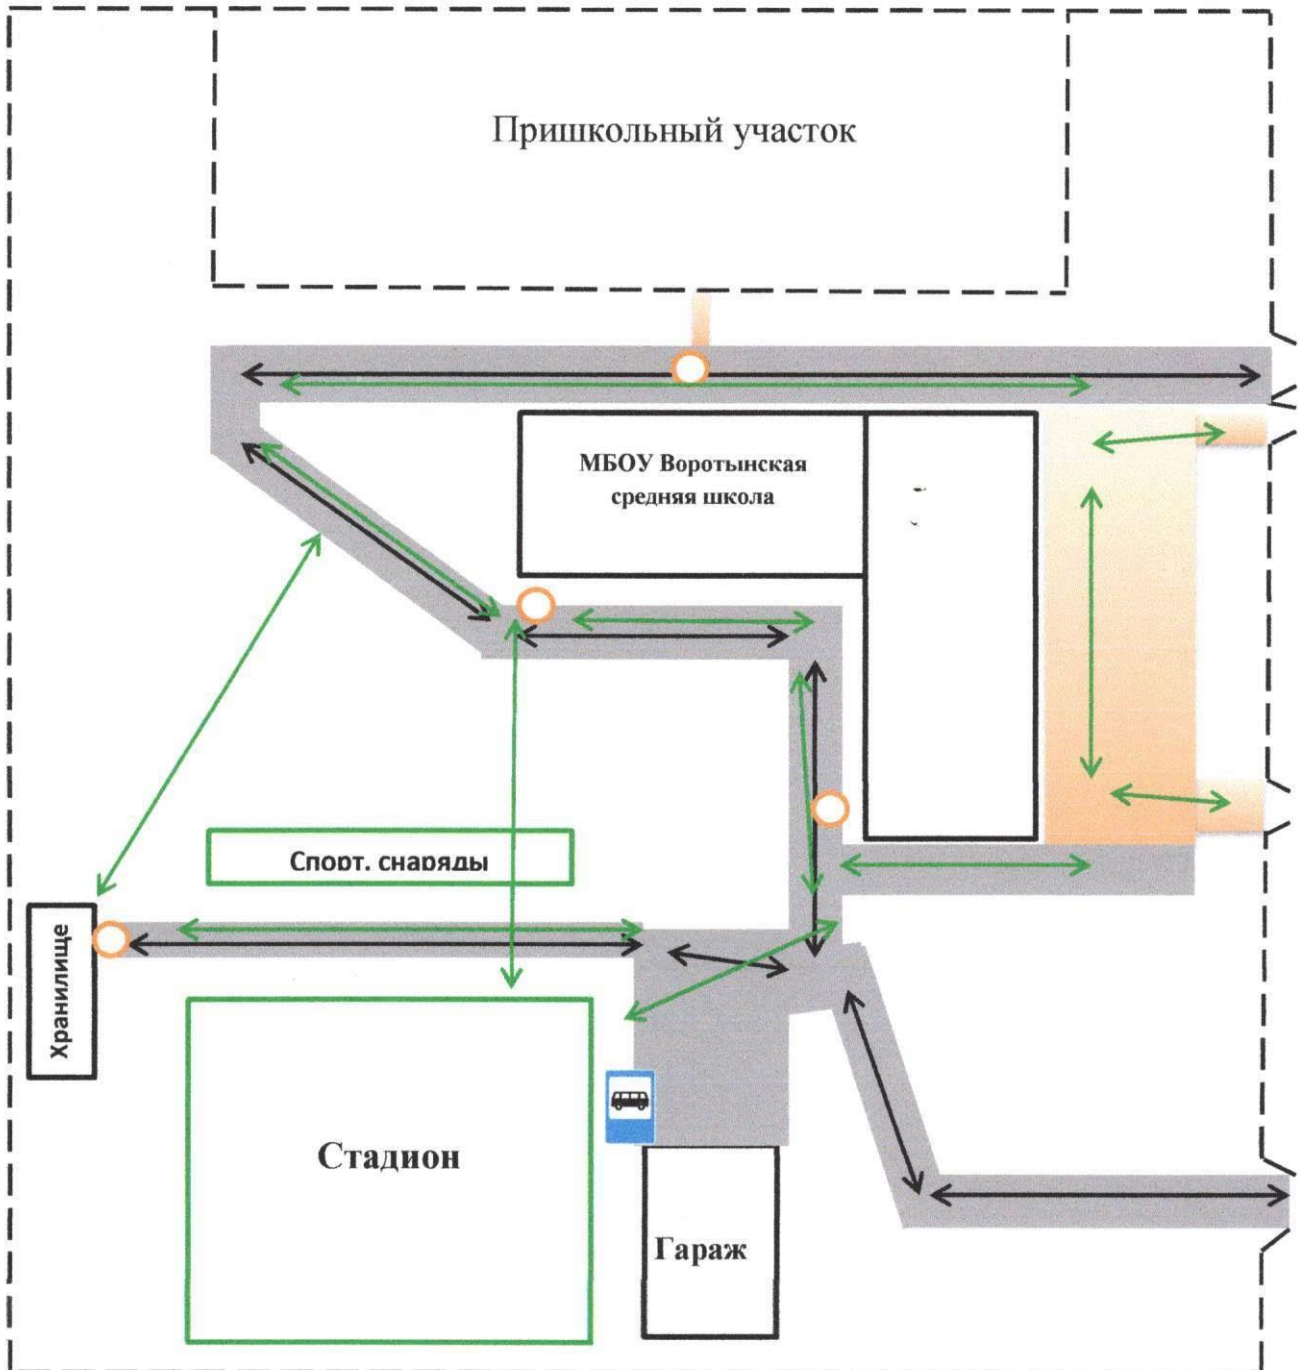 Пришкольный участок
МБОУ Воротынская
средняя школа
Спорт. снаряды
Хранилище
Стадион
Гараж